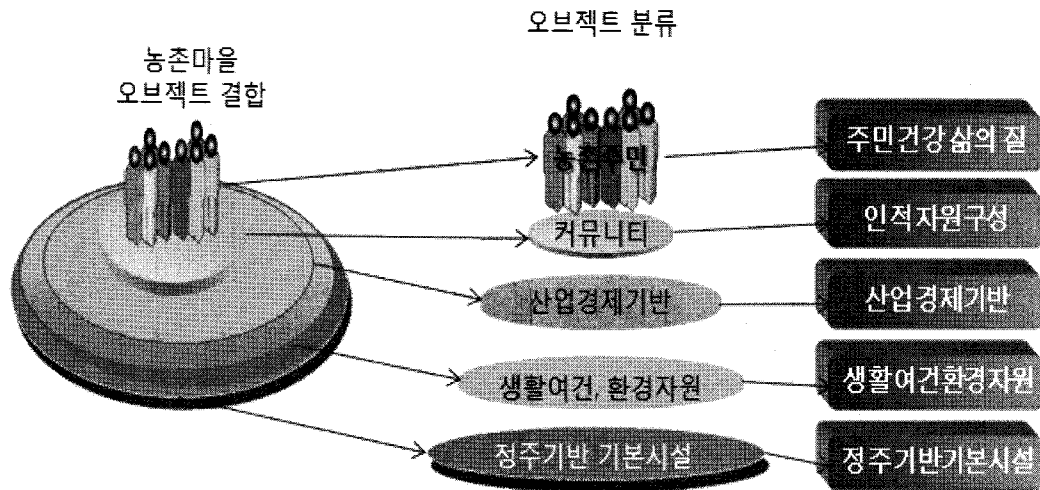 오브젝트 분류
농촌마을
오브젝트 결합
농촌주민
주민건강삶의 질
커뮤니티
인적자원구성
산업경제기반
산업경제기반
생활여건, 환경자원
생활여건환경자원
정주기반 기본시설
정주기반기본시설